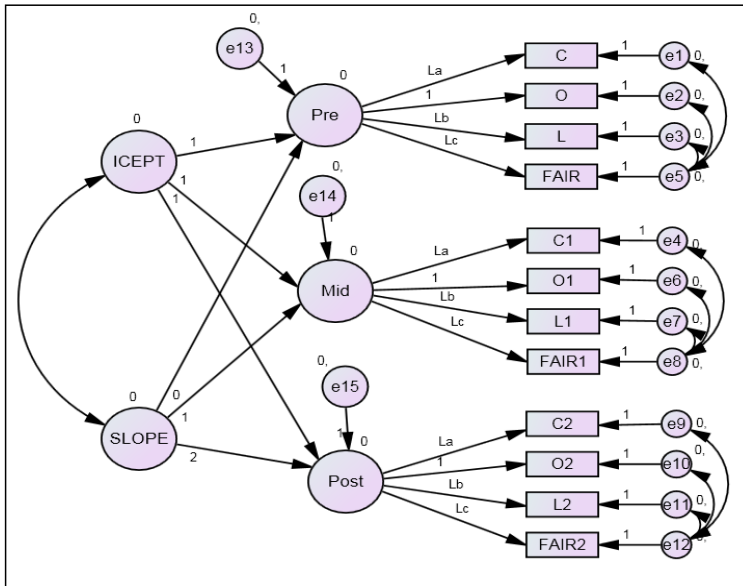 0,
e13
1
0
Pre
La
1
Lb
Lc
C
O
L
FAIR
1
1
1
1
e1
e2
e3
e5
0,
0,
0,
0,
0
ICEPT
1
1
1
0,
e14
1
0
Mid
La
1
Lb
Lc
C1
O1
L1
FAIR1
1
1
1
1
e4
e6
e7
e8
0,
0,
0,
0,
0
SLOPE
0
1
2
0,
e15
1
0
Post
La
1
Lb
Lc
C2
O2
L2
FAIR2
1
1
1
1
e9
e10
e11
e12
0,
0,
0,
0,